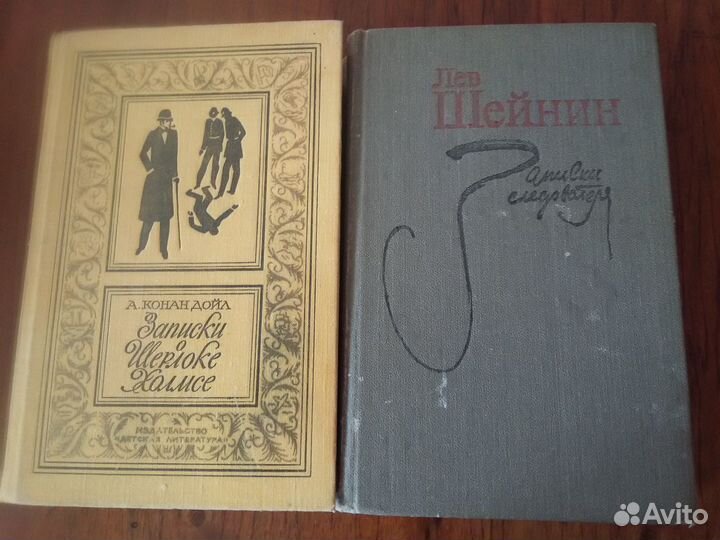 А. КОНАН ДОЙЛ
Записки
о
Шерлоке
Холмсе
ИЗДАТЕЛЬСТВО
«ДЕТСКАЯ ЛИТЕРАТУРА»
Лев
Шейнин
Записки
следователя
Avito